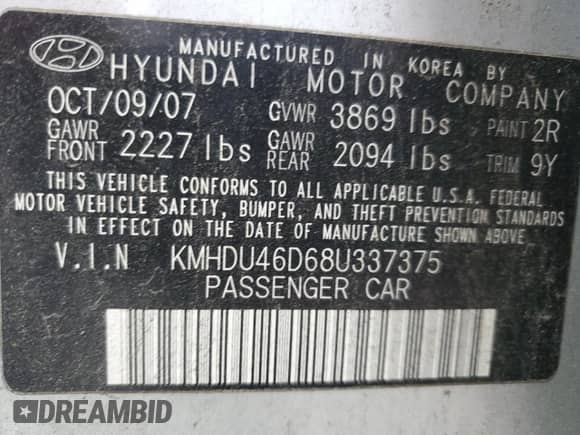 MANUFACTURED IN KOREA BY
HYUNDAI MOTOR COMPANY
OCT/09/07 GVWR 3869 lbs PAINT 2R
GAWR FRONT 2227 lbs GAWR REAR 2094 lbs TRIM 9Y
THIS VEHICLE CONFORMS TO ALL APPLICABLE U.S.A. FEDERAL
MOTOR VEHICLE SAFETY, BUMPER, AND THEFT PREVENTION STANDARDS
IN EFFECT ON THE DATE OF MANUFACTURE SHOWN ABOVE.
V.I.N KMHDU46D68U337375
PASSENGER CAR
DREAMBID